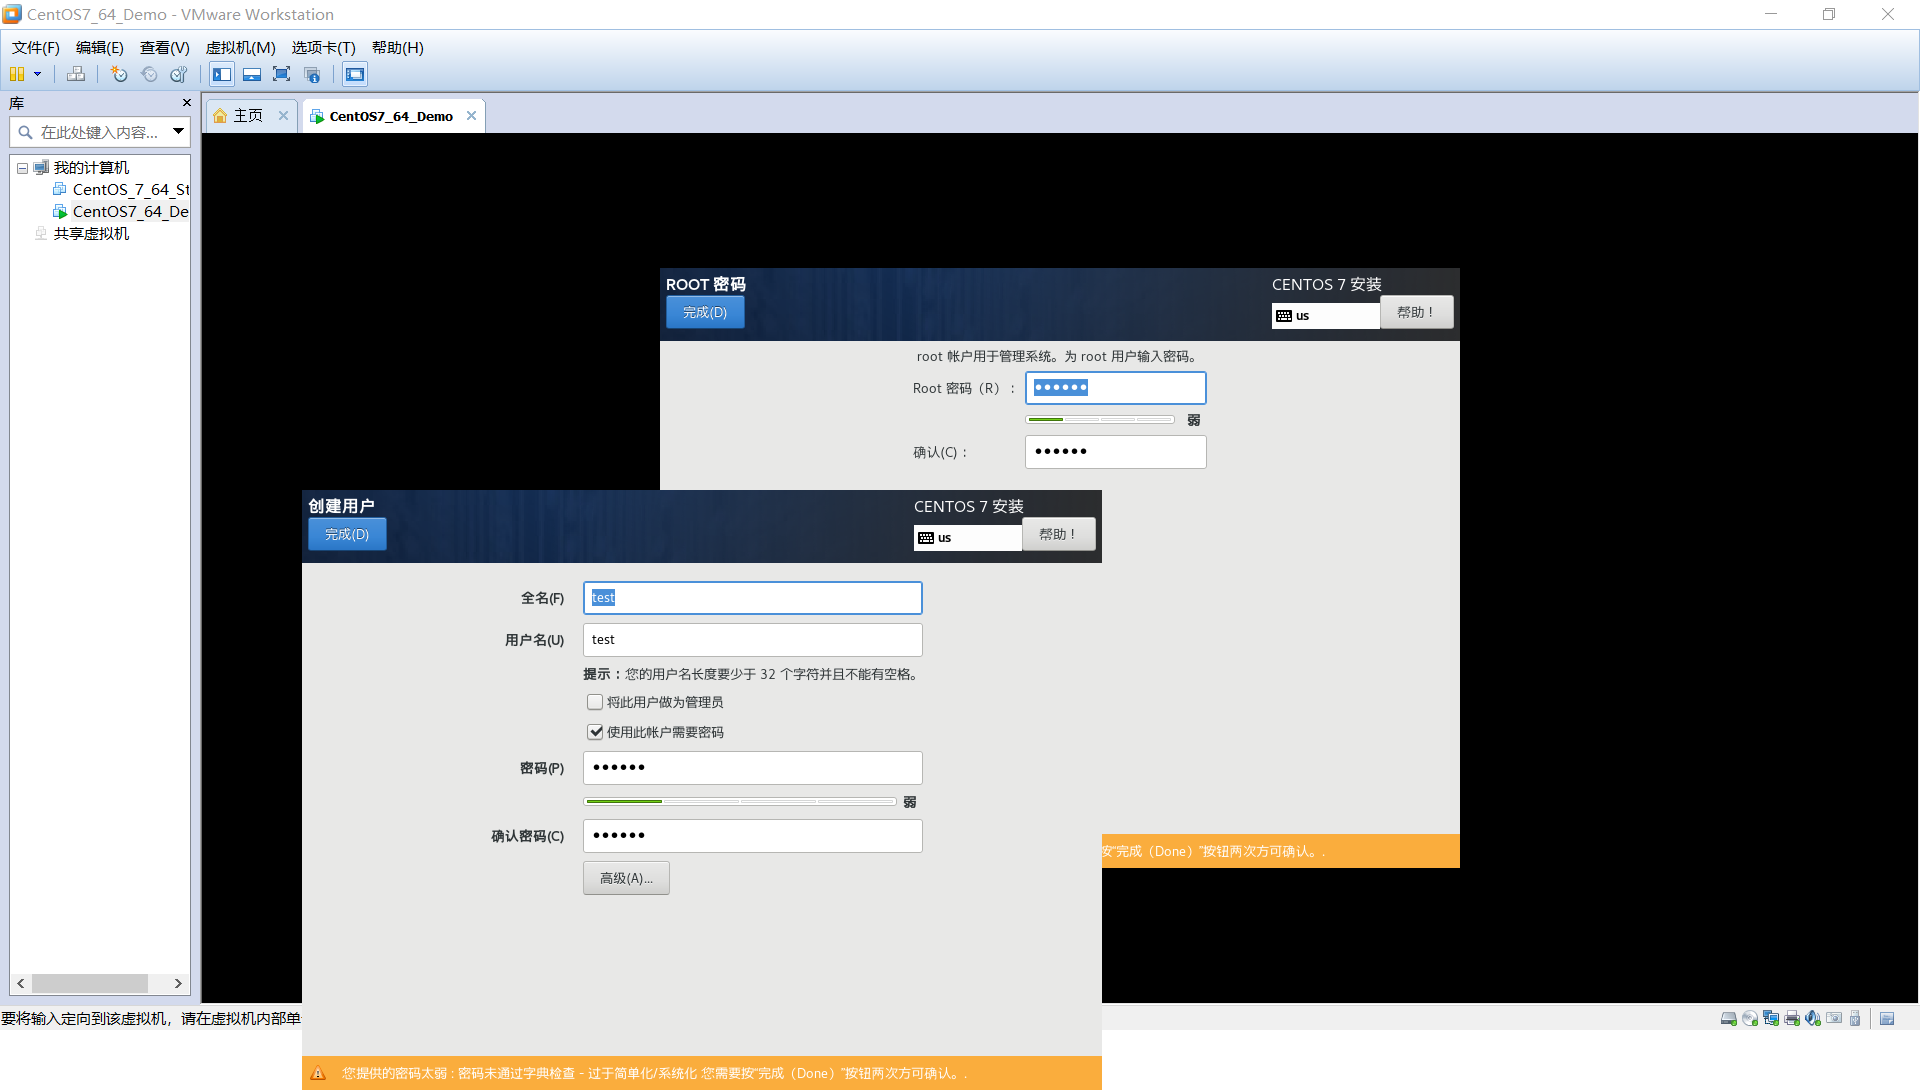 CentOS7_64_Demo - VMware Workstation
文件(F) 编辑(E) 查看(V) 虚拟机(M) 选项卡(T) 帮助(H)
库
主页
CentOS7_64_Demo
在此处键入内容...
我的计算机
CentOS_7_64_St
CentOS7_64_De
共享虚拟机
ROOT 密码
CENTOS 7 安装
完成(D)
us
帮助！
root 帐户用于管理系统。为 root 用户输入密码。
Root 密码（R）：
••••••
弱
确认(C)：
••••••
按“完成（Done）”按钮两次方可确认。.
创建用户
CENTOS 7 安装
完成(D)
us
帮助！
全名(F)
test
用户名(U)
test
提示：您的用户名长度要少于 32 个字符并且不能有空格。
将此用户做为管理员
使用此帐户需要密码
密码(P)
••••••
弱
确认密码(C)
••••••
高级(A)...
您提供的密码太弱 : 密码未通过字典检查 - 过于简单化/系统化 您需要按“完成（Done）”按钮两次方可确认。.
要将输入定向到该虚拟机，请在虚拟机内部单